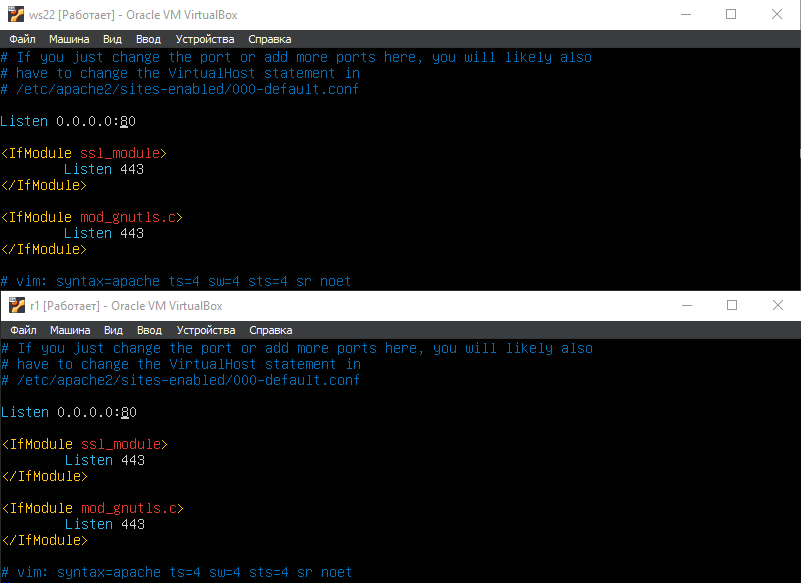 ws22 [Работает] - Oracle VM VirtualBox
Файл Машина Вид Ввод Устройства Справка
# If you just change the port or add more ports here, you will likely also
# have to change the VirtualHost statement in
# /etc/apache2/sites-enabled/000-default.conf
Listen 0.0.0.0:80
<IfModule ssl_module>
Listen 443
</IfModule>
<IfModule mod_gnutls.c>
Listen 443
</IfModule>
# vim: syntax=apache ts=4 sw=4 sts=4 sr noet
r1 [Работает] - Oracle VM VirtualBox
Файл Машина Вид Ввод Устройства Справка
# If you just change the port or add more ports here, you will likely also
# have to change the VirtualHost statement in
# /etc/apache2/sites-enabled/000-default.conf
Listen 0.0.0.0:80
<IfModule ssl_module>
Listen 443
</IfModule>
<IfModule mod_gnutls.c>
Listen 443
</IfModule>
# vim: syntax=apache ts=4 sw=4 sts=4 sr noet